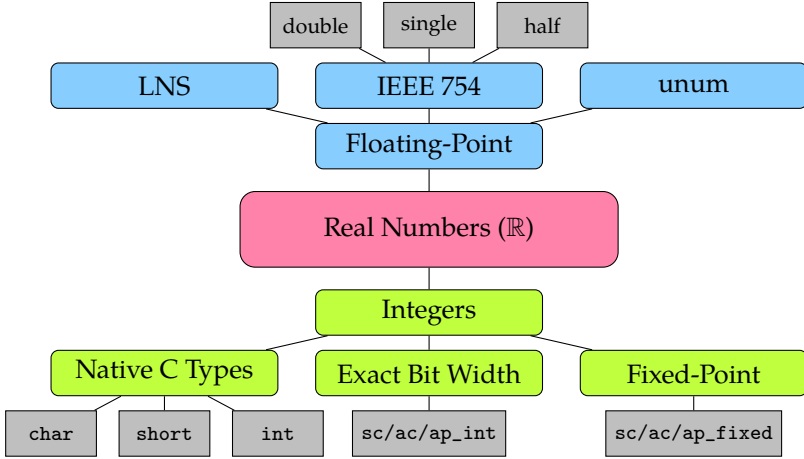 double single half
LNS IEEE 754 unum
Floating-Point
Real Numbers (ℝ)
Integers
Native C Types Exact Bit Width Fixed-Point
char short int sc/ac/ap_int sc/ac/ap_fixed